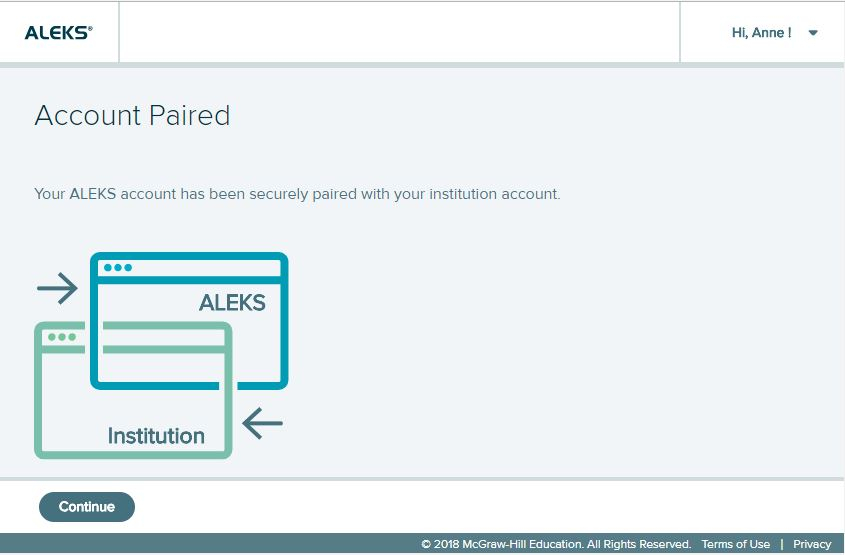 ALEKS®
Hi, Anne !
Account Paired
Your ALEKS account has been securely paired with your institution account.
ALEKS
Institution
Continue
© 2018 McGraw-Hill Education. All Rights Reserved. Terms of Use | Privacy